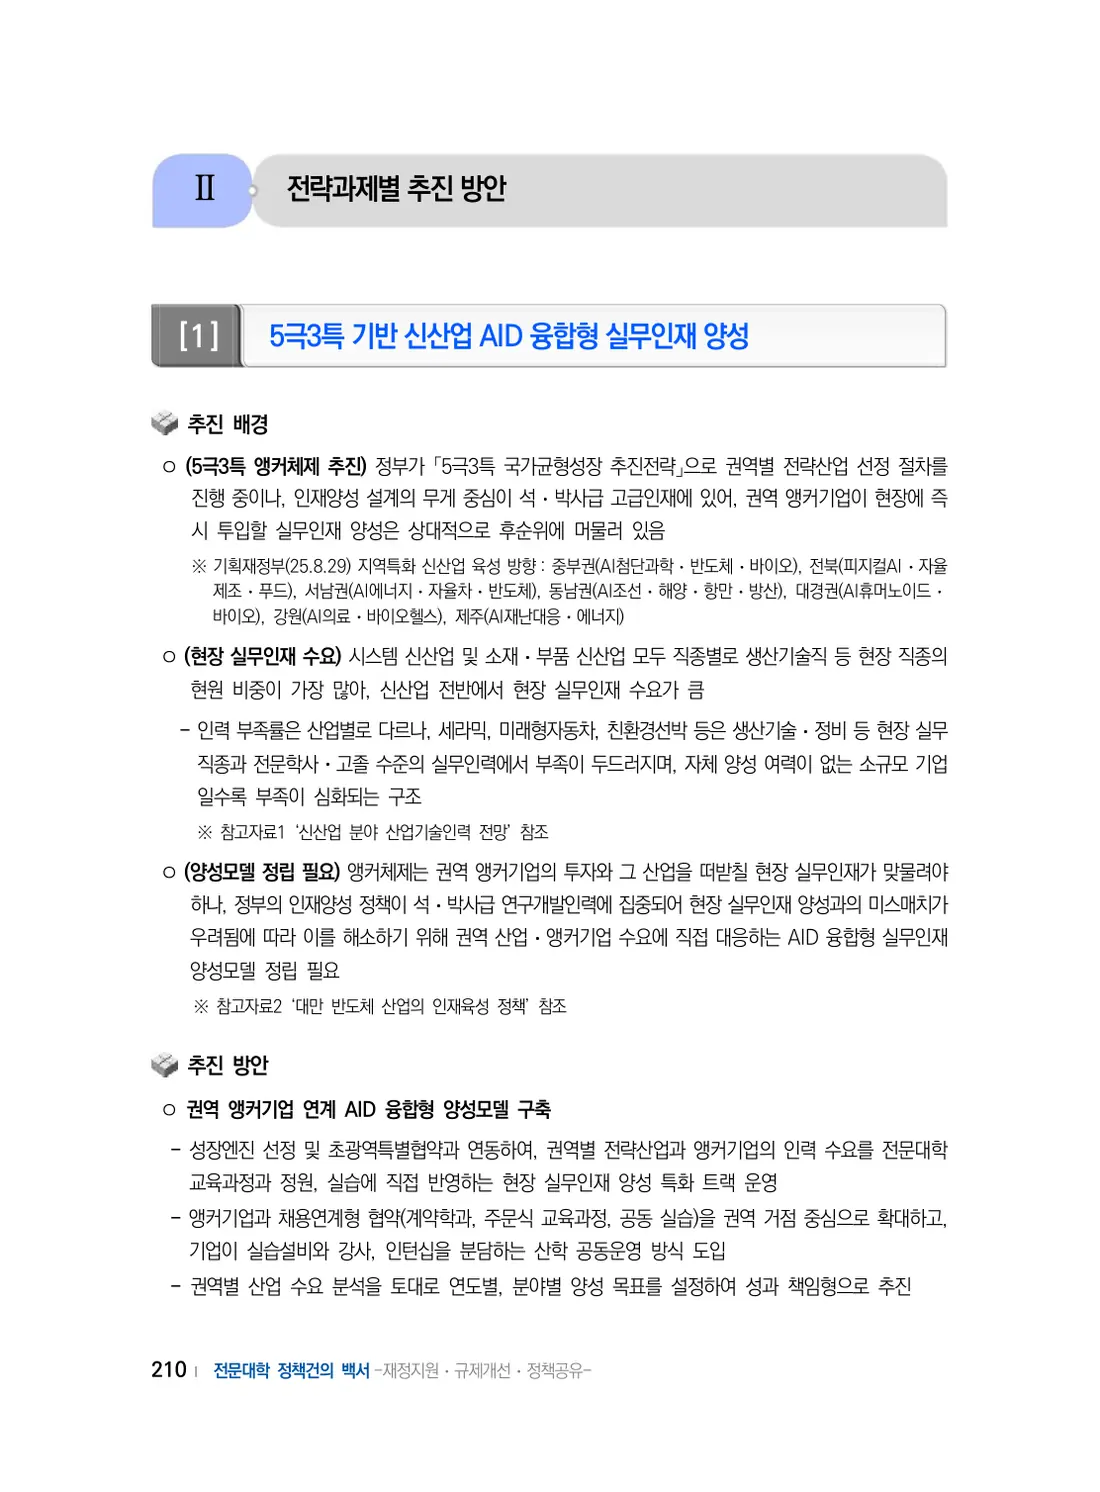 Ⅱ 전략과제별 추진 방안
[1] 5극3특 기반 신산업 AID 융합형 실무인재 양성
추진 배경
○ (5극3특 앵커체제 추진) 정부가 「5극3특 국가균형성장 추진전략」으로 권역별 전략산업 선정 절차를
진행 중이나, 인재양성 설계의 무게 중심이 석·박사급 고급인재에 있어, 권역 앵커기업이 현장에 즉
시 투입할 실무인재 양성은 상대적으로 후순위에 머물러 있음
※ 기획재정부(25.8.29) 지역특화 신산업 육성 방향 : 중부권(AI첨단과학·반도체·바이오), 전북(피지컬AI·자율
제조·푸드), 서남권(AI에너지·자율차·반도체), 동남권(AI조선·해양·항만·방산), 대경권(AI휴머노이드·
바이오), 강원(AI의료·바이오헬스), 제주(AI재난대응·에너지)
○ (현장 실무인재 수요) 시스템 신산업 및 소재·부품 신산업 모두 직종별로 생산기술직 등 현장 직종의
현원 비중이 가장 많아, 신산업 전반에서 현장 실무인재 수요가 큼
- 인력 부족률은 산업별로 다르나, 세라믹, 미래형자동차, 친환경선박 등은 생산기술·정비 등 현장 실무
직종과 전문학사·고졸 수준의 실무인력에서 부족이 두드러지며, 자체 양성 여력이 없는 소규모 기업
일수록 부족이 심화되는 구조
※ 참고자료1 '신산업 분야 산업기술인력 전망' 참조
○ (양성모델 정립 필요) 앵커체제는 권역 앵커기업의 투자와 그 산업을 떠받칠 현장 실무인재가 맞물려야
하나, 정부의 인재양성 정책이 석·박사급 연구개발인력에 집중되어 현장 실무인재 양성과의 미스매치가
우려됨에 따라 이를 해소하기 위해 권역 산업·앵커기업 수요에 직접 대응하는 AID 융합형 실무인재
양성모델 정립 필요
※ 참고자료2 '대만 반도체 산업의 인재육성 정책' 참조
추진 방안
○ 권역 앵커기업 연계 AID 융합형 양성모델 구축
- 성장엔진 선정 및 초광역특별협약과 연동하여, 권역별 전략산업과 앵커기업의 인력 수요를 전문대학
교육과정과 정원, 실습에 직접 반영하는 현장 실무인재 양성 특화 트랙 운영
- 앵커기업과 채용연계형 협약(계약학과, 주문식 교육과정, 공동 실습)을 권역 거점 중심으로 확대하고,
기업이 실습설비와 강사, 인턴십을 분담하는 산학 공동운영 방식 도입
- 권역별 산업 수요 분석을 토대로 연도별, 분야별 양성 목표를 설정하여 성과 책임형으로 추진
210 | 전문대학 정책건의 백서 -재정지원·규제개선·정책공유-